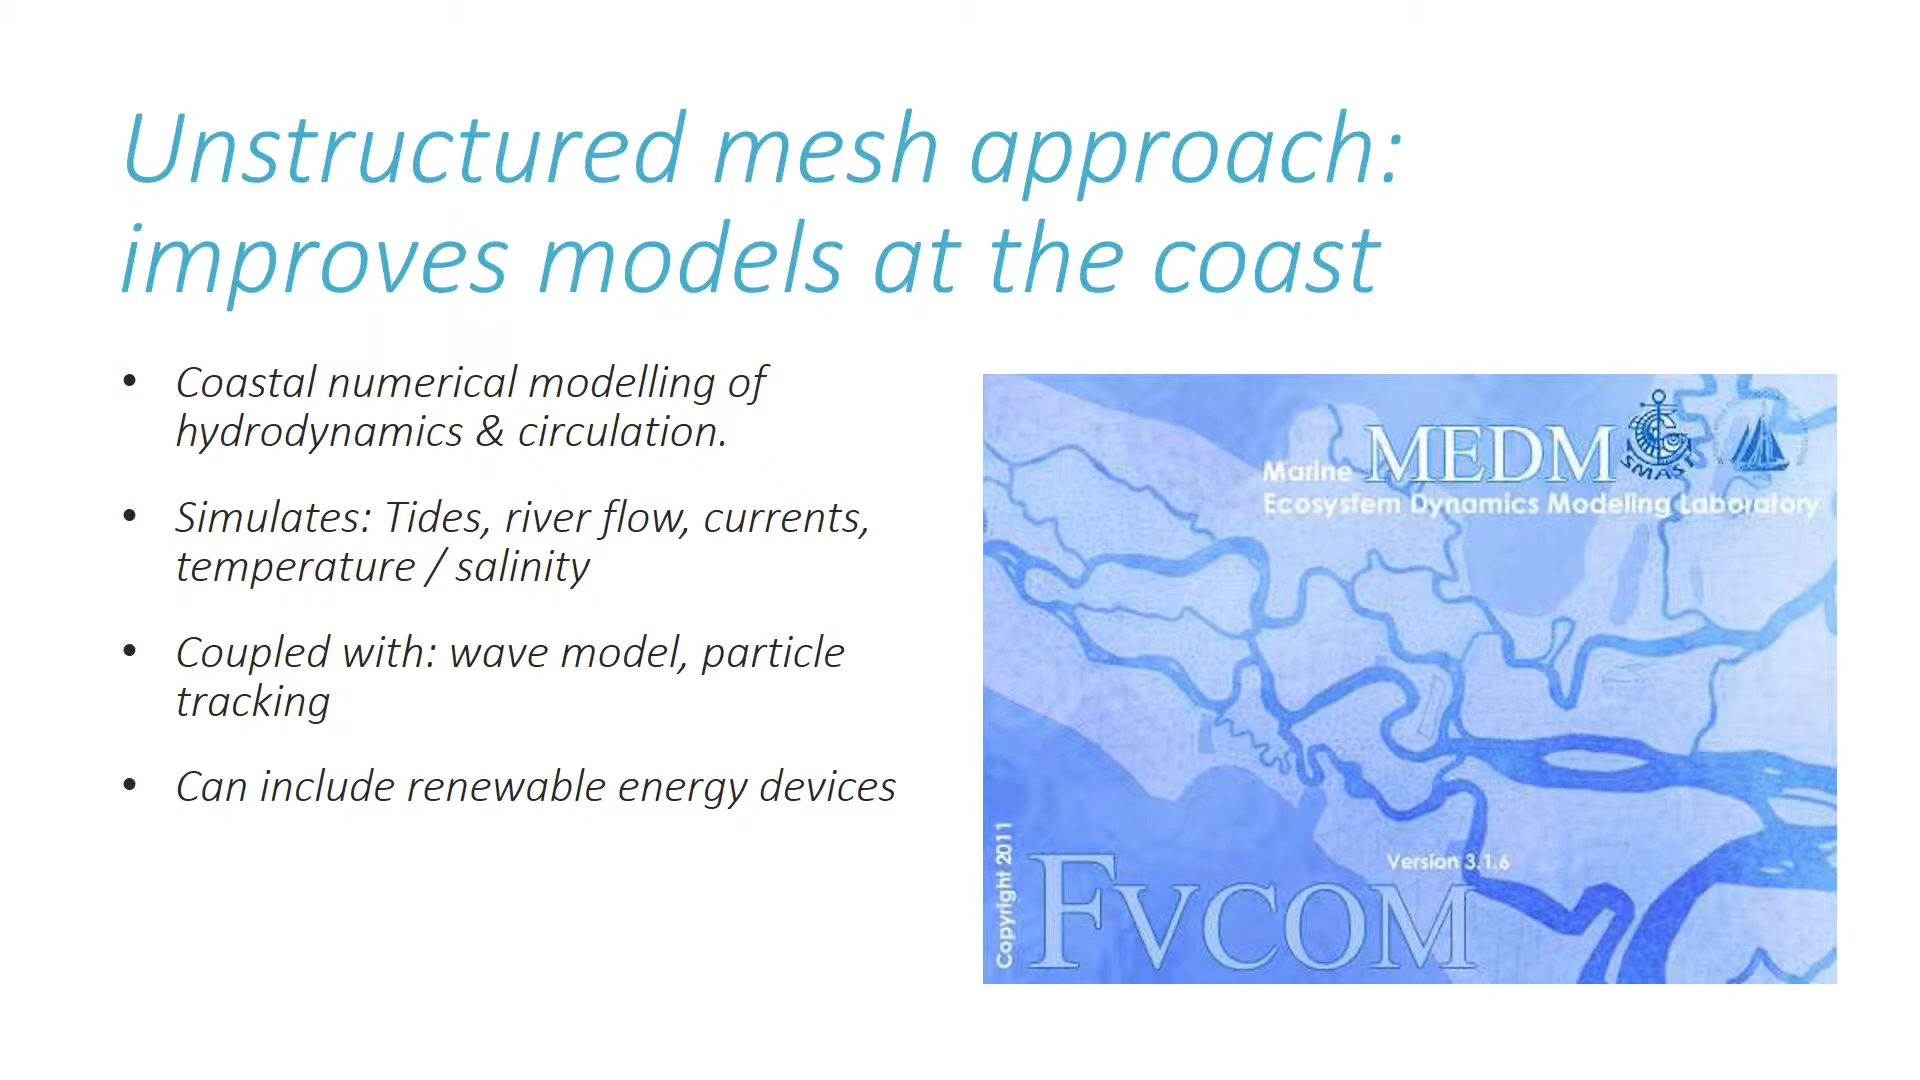 Unstructured mesh approach:
improves models at the coast
• Coastal numerical modelling of
hydrodynamics & circulation.
• Simulates: Tides, river flow, currents,
temperature / salinity
• Coupled with: wave model, particle
tracking
• Can include renewable energy devices
Marine MEDM
SMAST
Ecosystem Dynamics Modeling Laboratory
Version 3.1.6
FVCOM
Copyright 2011